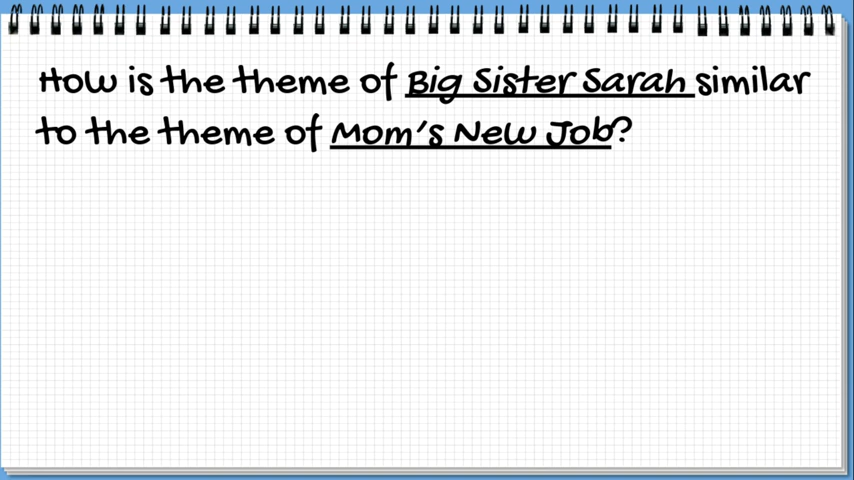 How is the theme of Big Sister Sarah similar
to the theme of Mom's New Job?